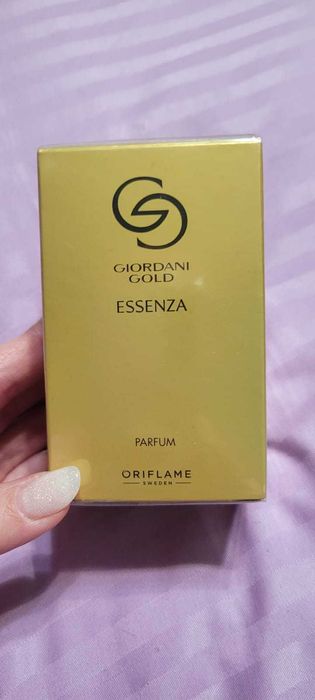 GIORDANI
GOLD
ESSENZA
PARFUM
ORIFLAME
SWEDEN